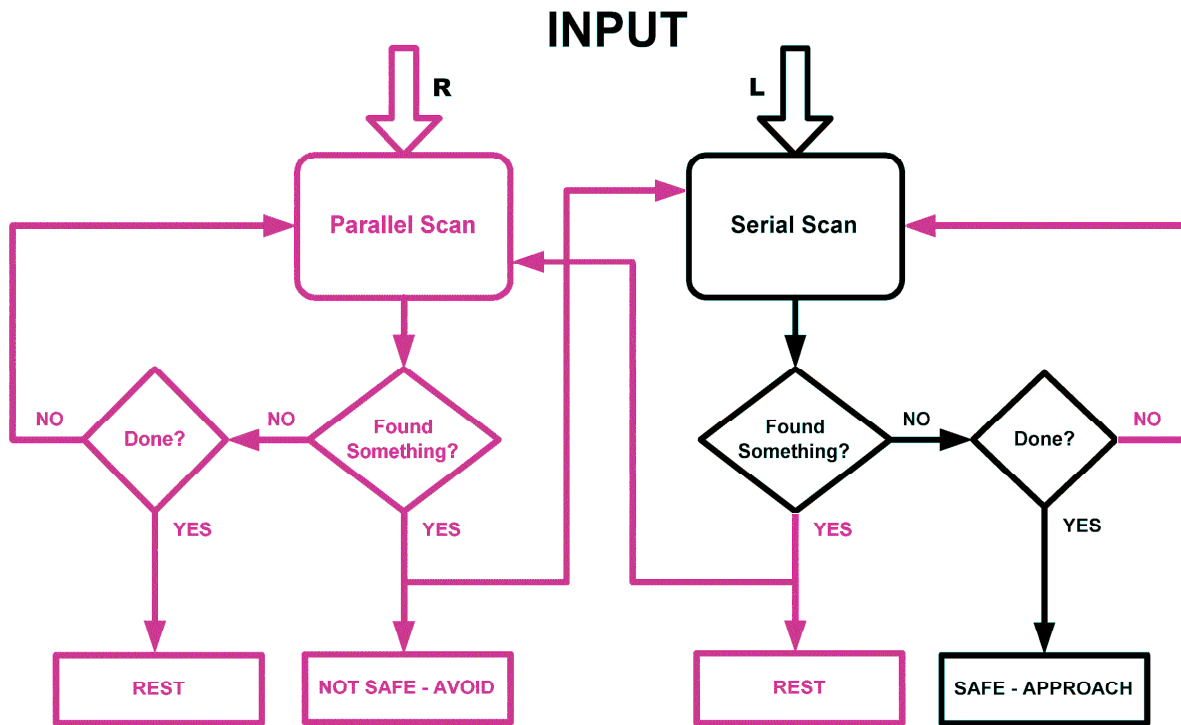 INPUT
R
L
Parallel Scan
Serial Scan
NO
Done?
NO
Found
Something?
Found
Something?
NO
Done?
NO
YES
YES
YES
YES
REST
NOT SAFE - AVOID
REST
SAFE - APPROACH